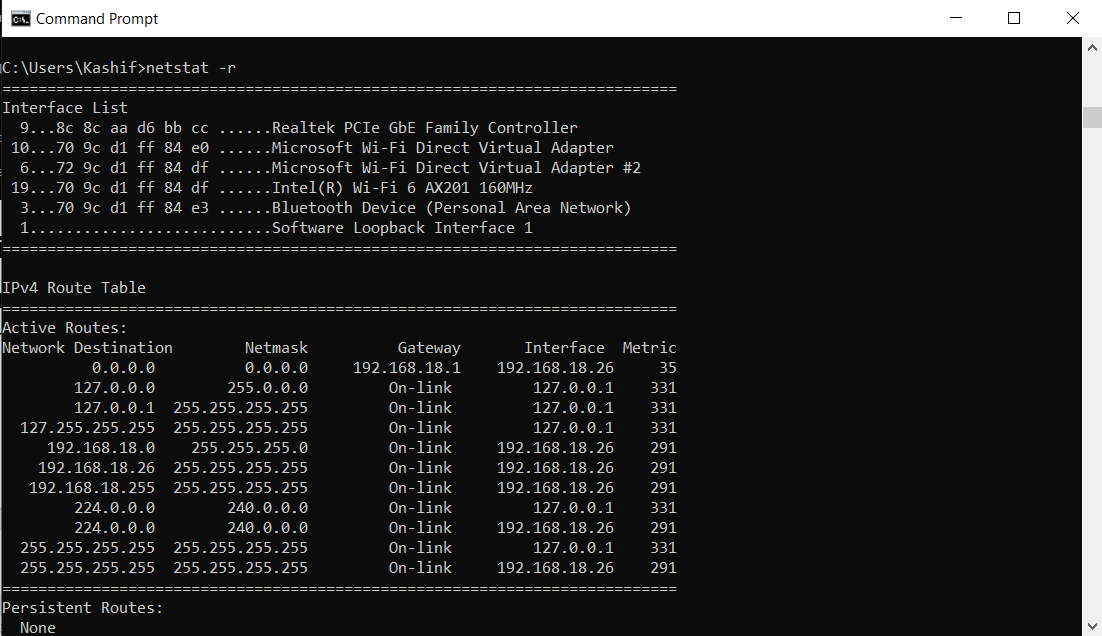 Command Prompt
C:\Users\Kashif>netstat -r
===========================================================================
Interface List
  9...8c 8c aa d6 bb cc ......Realtek PCIe GbE Family Controller
 10...70 9c d1 ff 84 e0 ......Microsoft Wi-Fi Direct Virtual Adapter
  6...72 9c d1 ff 84 df ......Microsoft Wi-Fi Direct Virtual Adapter #2
 19...70 9c d1 ff 84 df ......Intel(R) Wi-Fi 6 AX201 160MHz
  3...70 9c d1 ff 84 e3 ......Bluetooth Device (Personal Area Network)
  1...........................Software Loopback Interface 1
===========================================================================
IPv4 Route Table
===========================================================================
Active Routes:
Network Destination        Netmask          Gateway       Interface  Metric
          0.0.0.0          0.0.0.0     192.168.18.1    192.168.18.26     35
        127.0.0.0        255.0.0.0         On-link         127.0.0.1    331
        127.0.0.1  255.255.255.255         On-link         127.0.0.1    331
  127.255.255.255  255.255.255.255         On-link         127.0.0.1    331
     192.168.18.0    255.255.255.0         On-link     192.168.18.26    291
    192.168.18.26  255.255.255.255         On-link     192.168.18.26    291
   192.168.18.255  255.255.255.255         On-link     192.168.18.26    291
        224.0.0.0        240.0.0.0         On-link         127.0.0.1    331
        224.0.0.0        240.0.0.0         On-link     192.168.18.26    291
  255.255.255.255  255.255.255.255         On-link         127.0.0.1    331
  255.255.255.255  255.255.255.255         On-link     192.168.18.26    291
===========================================================================
Persistent Routes:
  None